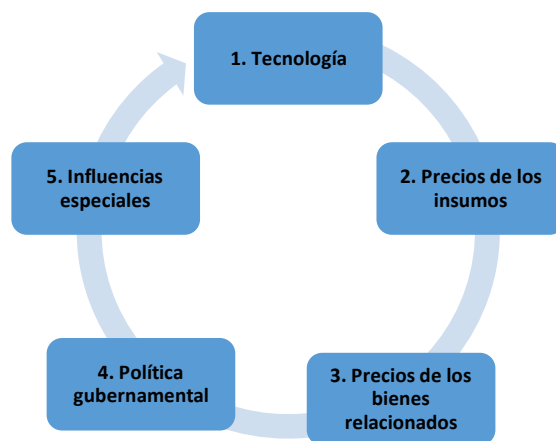 1. Tecnología
2. Precios de los
insumos
3. Precios de los
bienes
relacionados
4. Política
gubernamental
5. Influencias
especiales